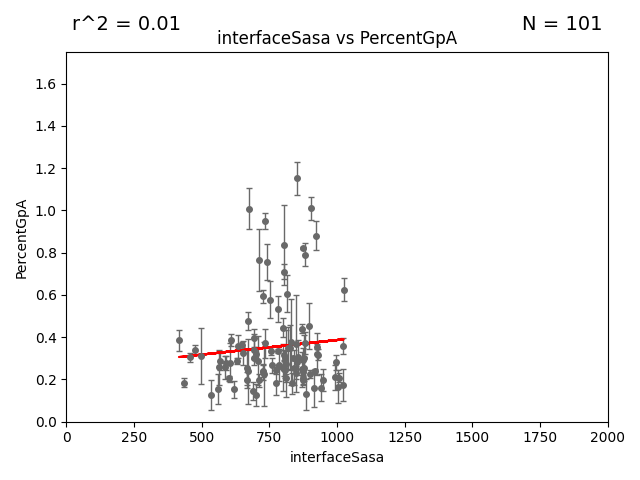 r^2 = 0.01
N = 101
interfaceSasa vs PercentGpA
1.6
1.4
1.2
1.0
0.8
0.6
0.4
0.2
0.0
PercentGpA
0 250 500 750 1000 1250 1500 1750 2000
interfaceSasa